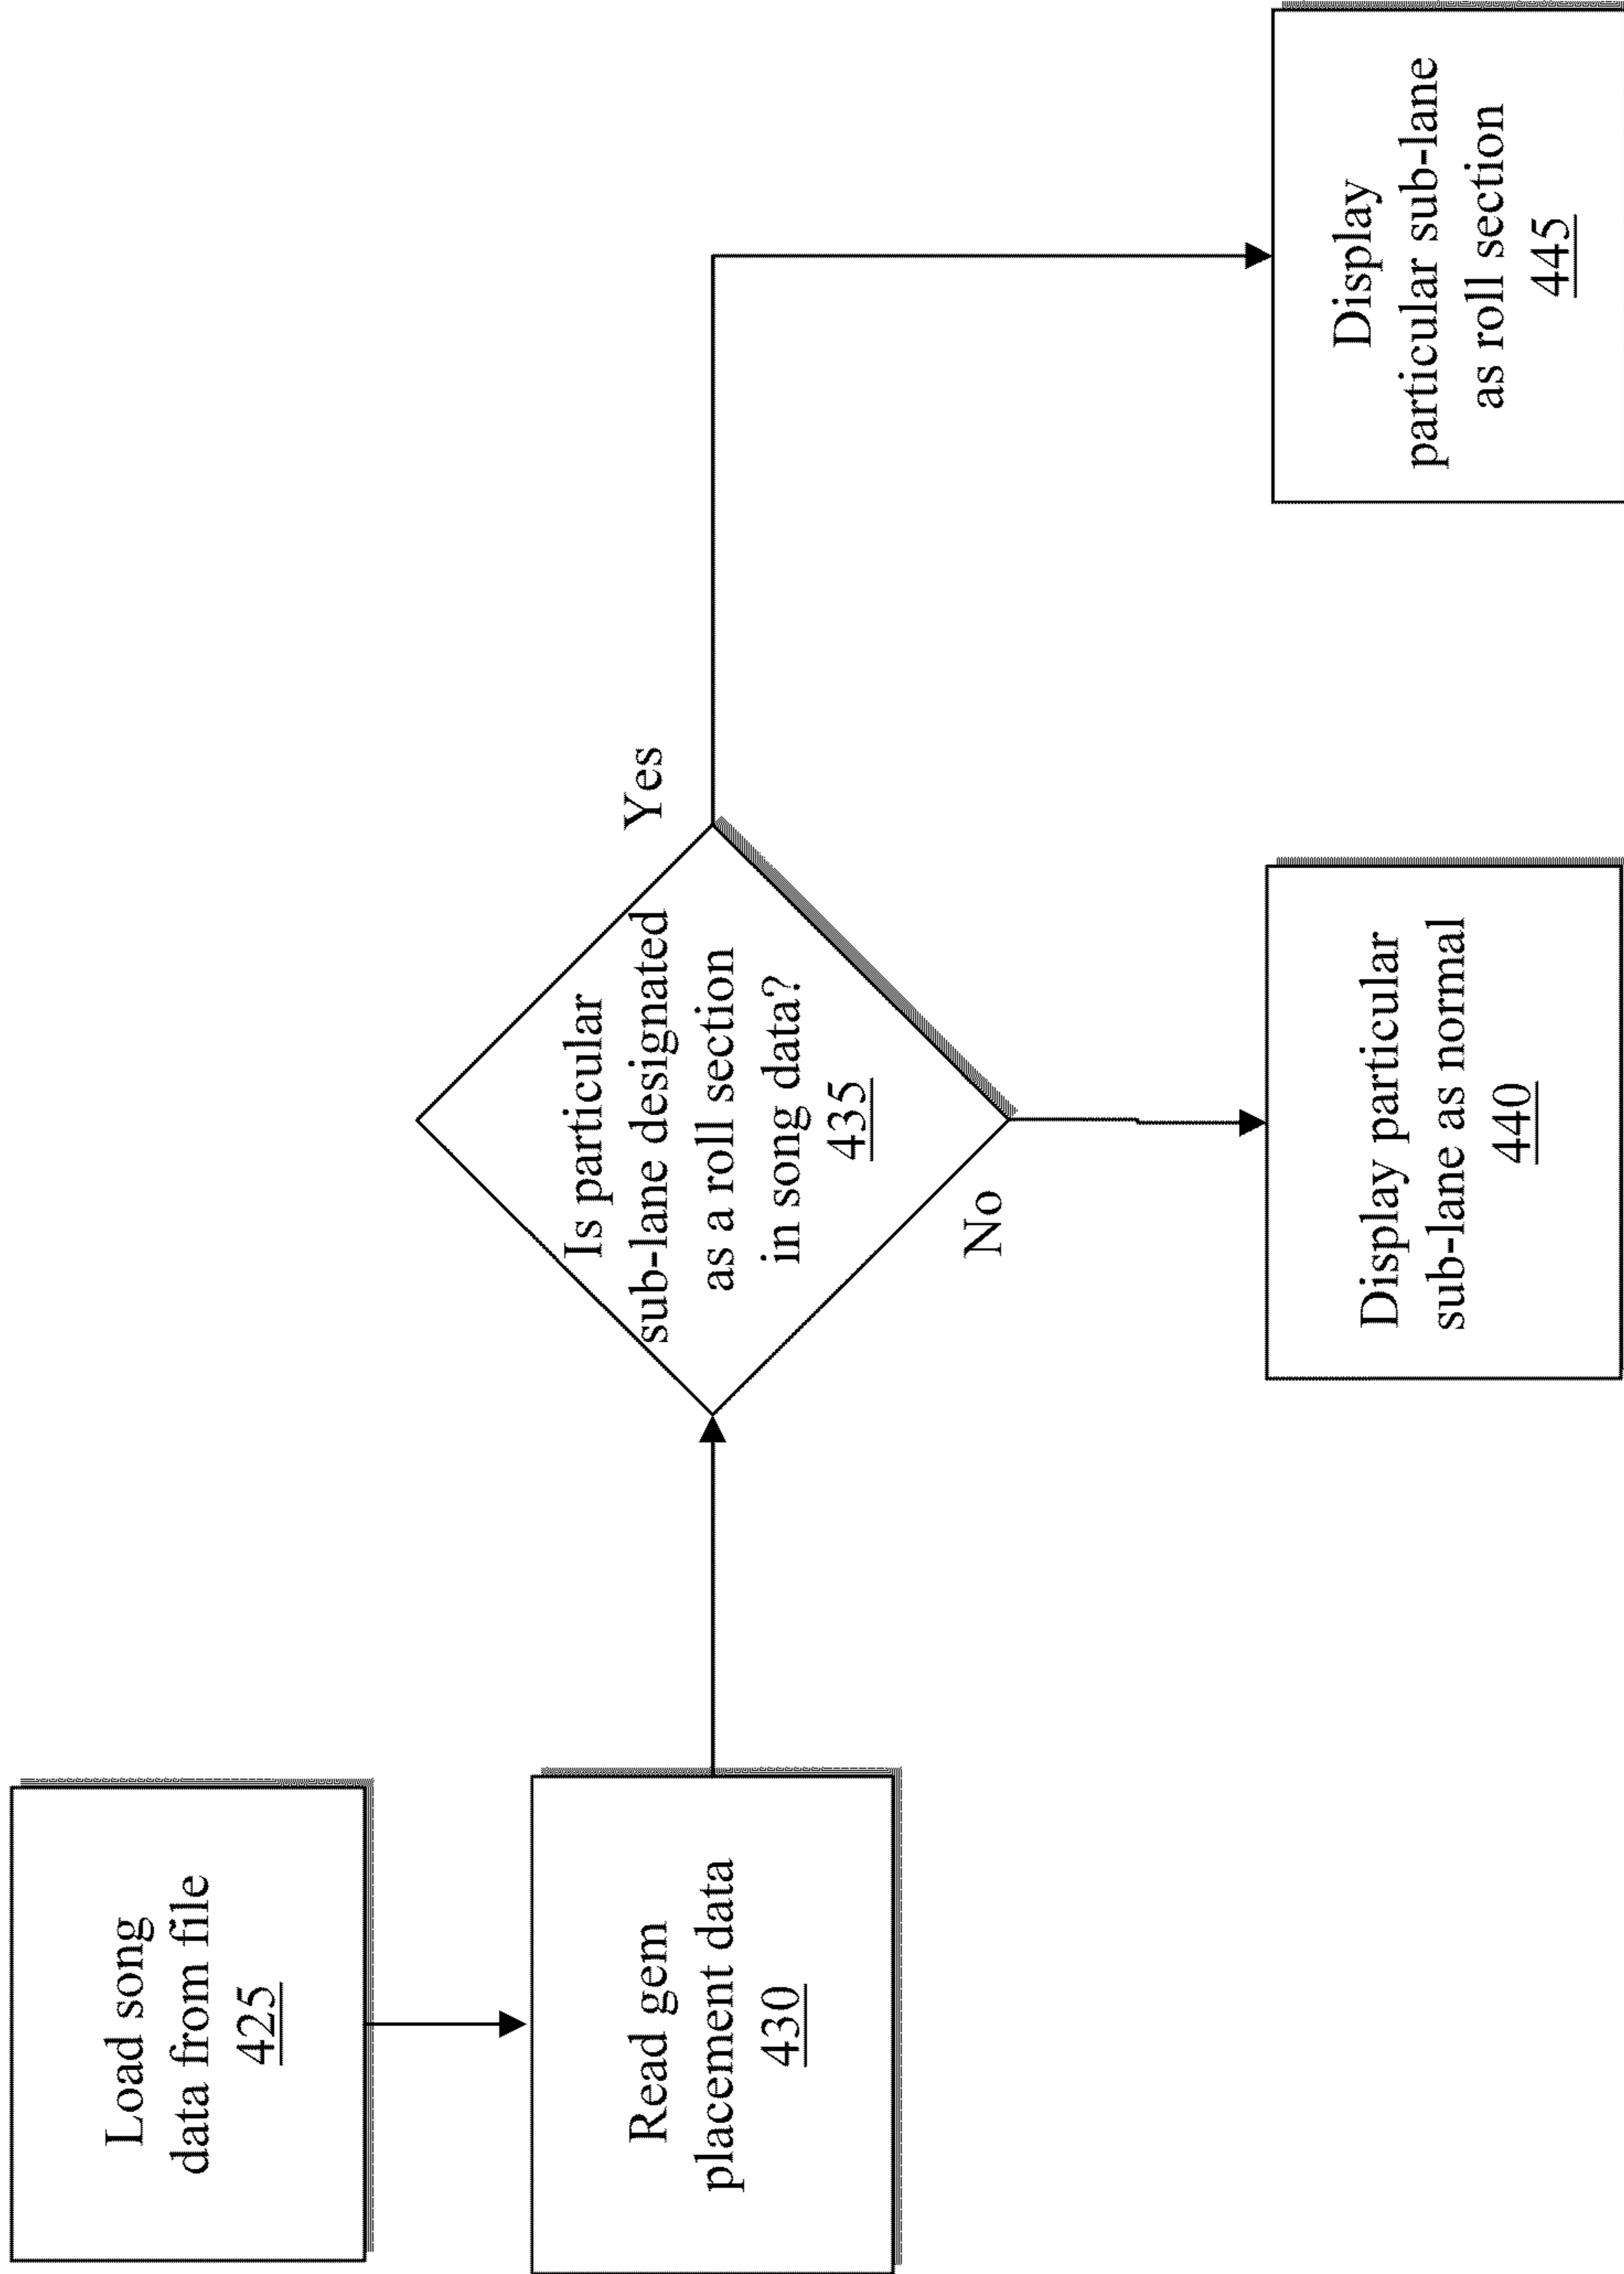 Load song
data from file
425
Read gem
placement data
430
Is particular
sub-lane designated
as a roll section
in song data?
435
Yes
No
Display particular
sub-lane as normal
440
Display
particular sub-lane
as roll section
445